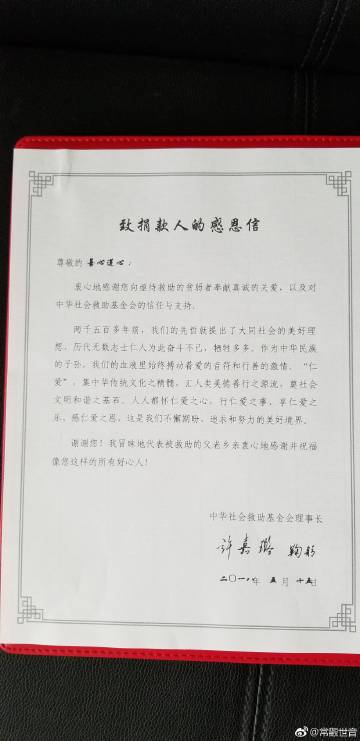 致捐款人的感恩信
尊敬的 善心道心：
衷心地感谢您向亟待救助的贫弱者奉献真诚的关爱，以及对
中华社会救助基金会的信任与支持。
两千五百多年前，我们的先哲就提出了大同社会的美好理
想，历代无数志士仁人为此奋斗不已，牺牲多多。作为中华民族
的子孙，我们的血液里始终搏动着爱的音符和行善的激情。“仁
爱”，集中华传统文化之精髓，汇人类美德善行之源流，奠社会
文明和谐之基石。人人都怀仁爱之心，行仁爱之事，享仁爱之
乐，感仁爱之恩，这是我们不懈期盼、追求和努力的美好境界。
谢谢您！我冒昧地代表被救助的父老乡亲衷心地感谢并祝福
像您这样的所有好心人！
中华社会救助基金会理事长
许嘉璐 鞠躬
二〇一八年 五月 十五日
@常觀世音